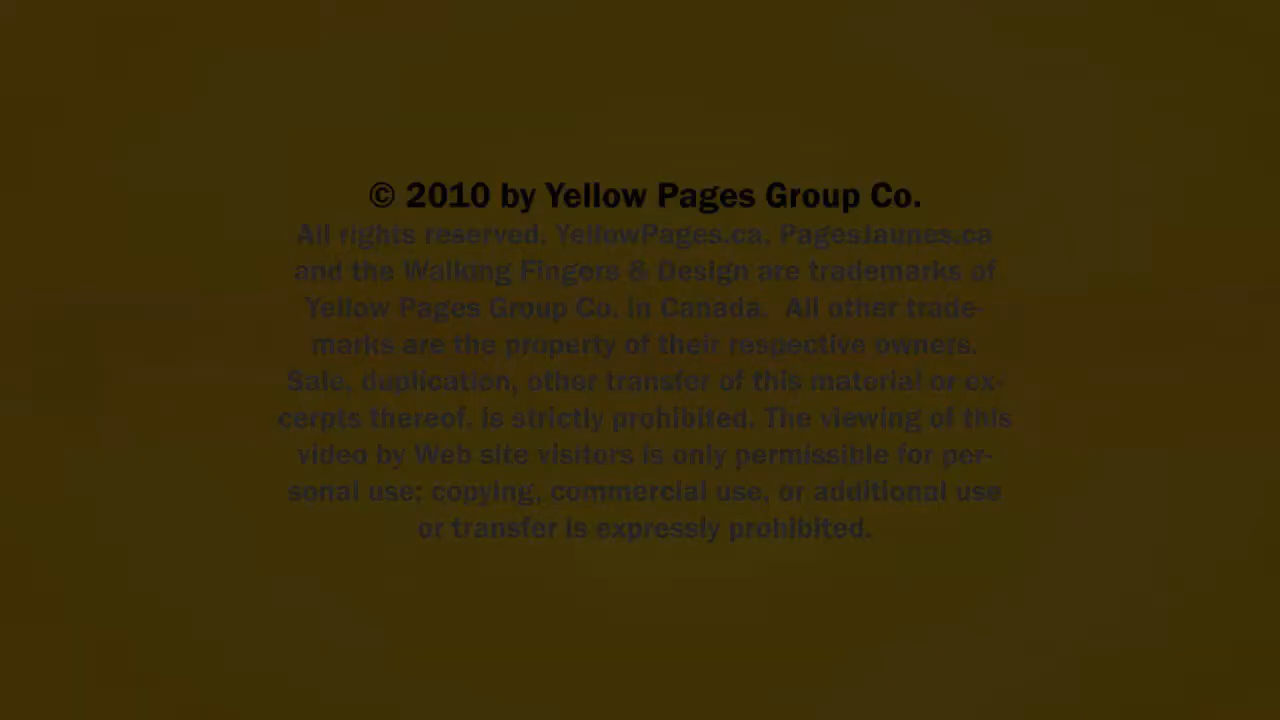 © 2010 by Yellow Pages Group Co.
All rights reserved. YellowPages.ca. PagesJaunes.ca
and the Walking Fingers & Design are trademarks of
Yellow Pages Group Co. in Canada.  All other trade-
marks are the property of their respective owners.
Sale, duplication, other transfer of this material or ex-
cerpts thereof, is strictly prohibited. The viewing of this
video by Web site visitors is only permissible for per-
sonal use; copying, commercial use, or additional use
or transfer is expressly prohibited.